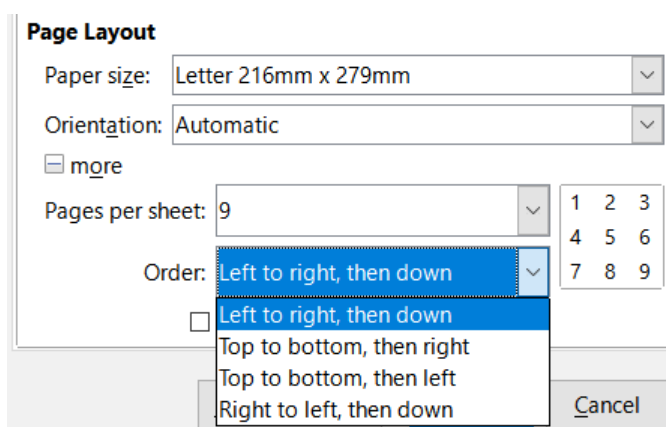 Page Layout
Paper size: Letter 216mm x 279mm
Orientation: Automatic
more
Pages per sheet: 9
1 2 3
4 5 6
7 8 9
Order: Left to right, then down
Left to right, then down
Top to bottom, then right
Top to bottom, then left
Right to left, then down
Cancel